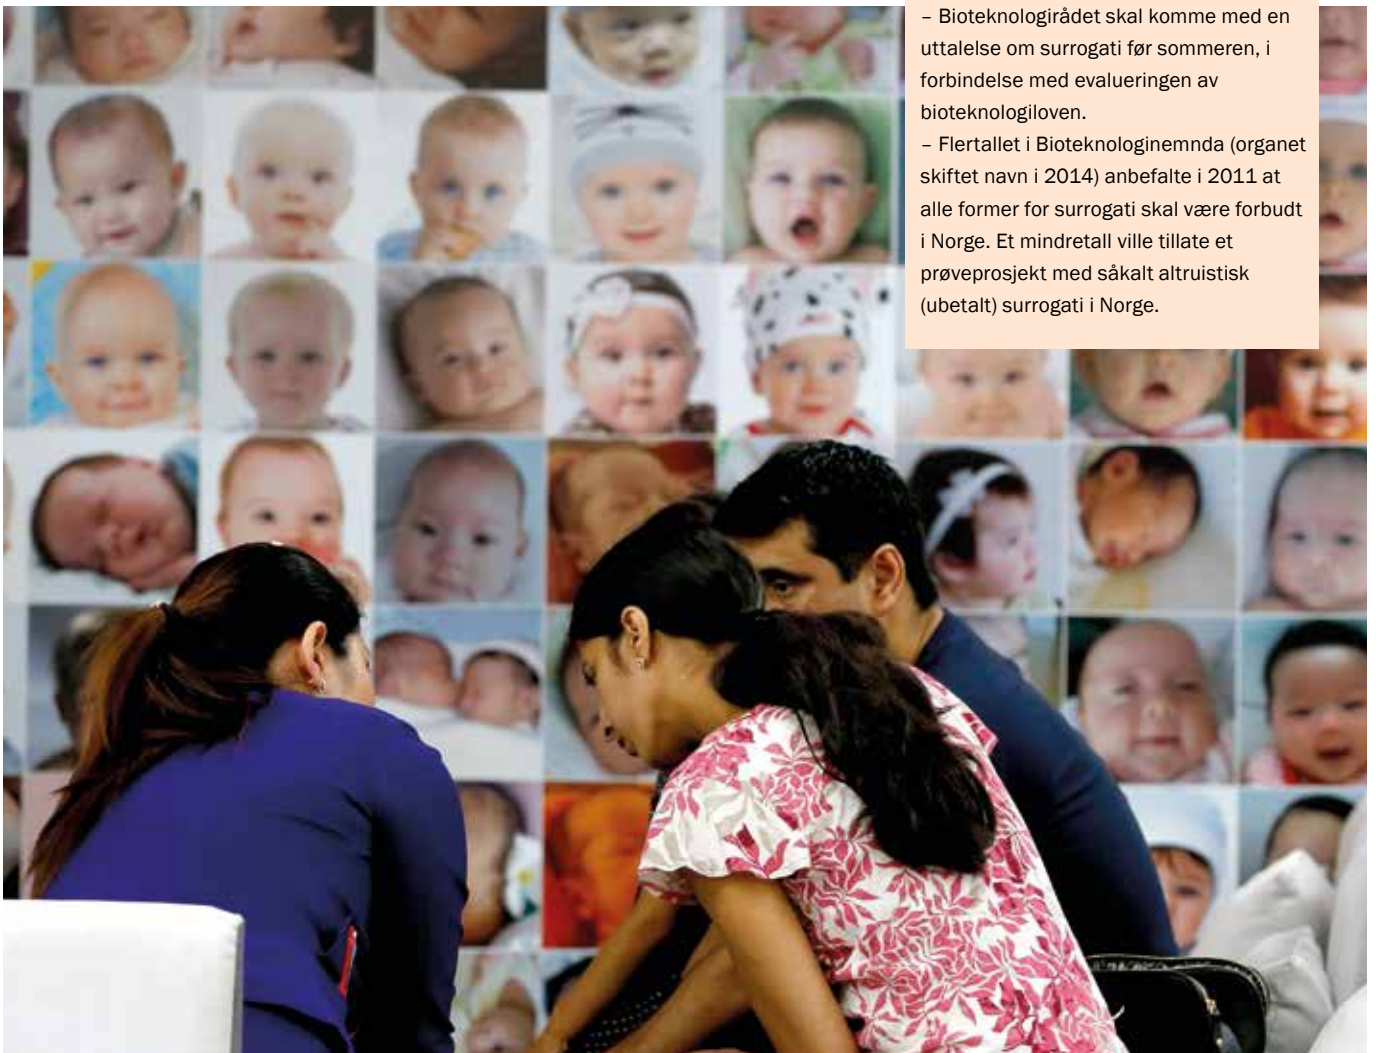 – Bioteknologirådet skal komme med en
uttalelse om surrogati før sommeren, i
forbindelse med evalueringen av
bioteknologiloven.
– Flertallet i Bioteknologinemnda (organet
skiftet navn i 2014) anbefalte i 2011 at
alle former for surrogati skal være forbudt
i Norge. Et mindretall ville tillate et
prøveprosjekt med såkalt altruistisk
(ubetalt) surrogati i Norge.